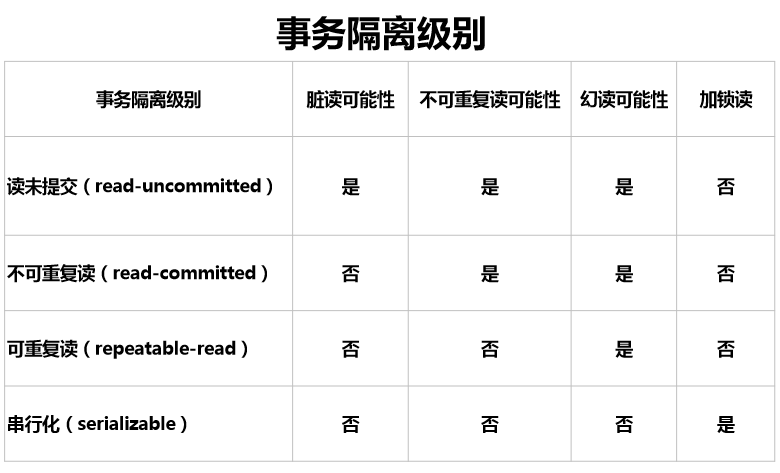 事务隔离级别
事务隔离级别 脏读可能性 不可重复读可能性 幻读可能性 加锁读
读未提交（read-uncommitted） 是 是 是 否
不可重复读（read-committed） 否 是 是 否
可重复读（repeatable-read） 否 否 是 否
串行化（serializable） 否 否 否 是